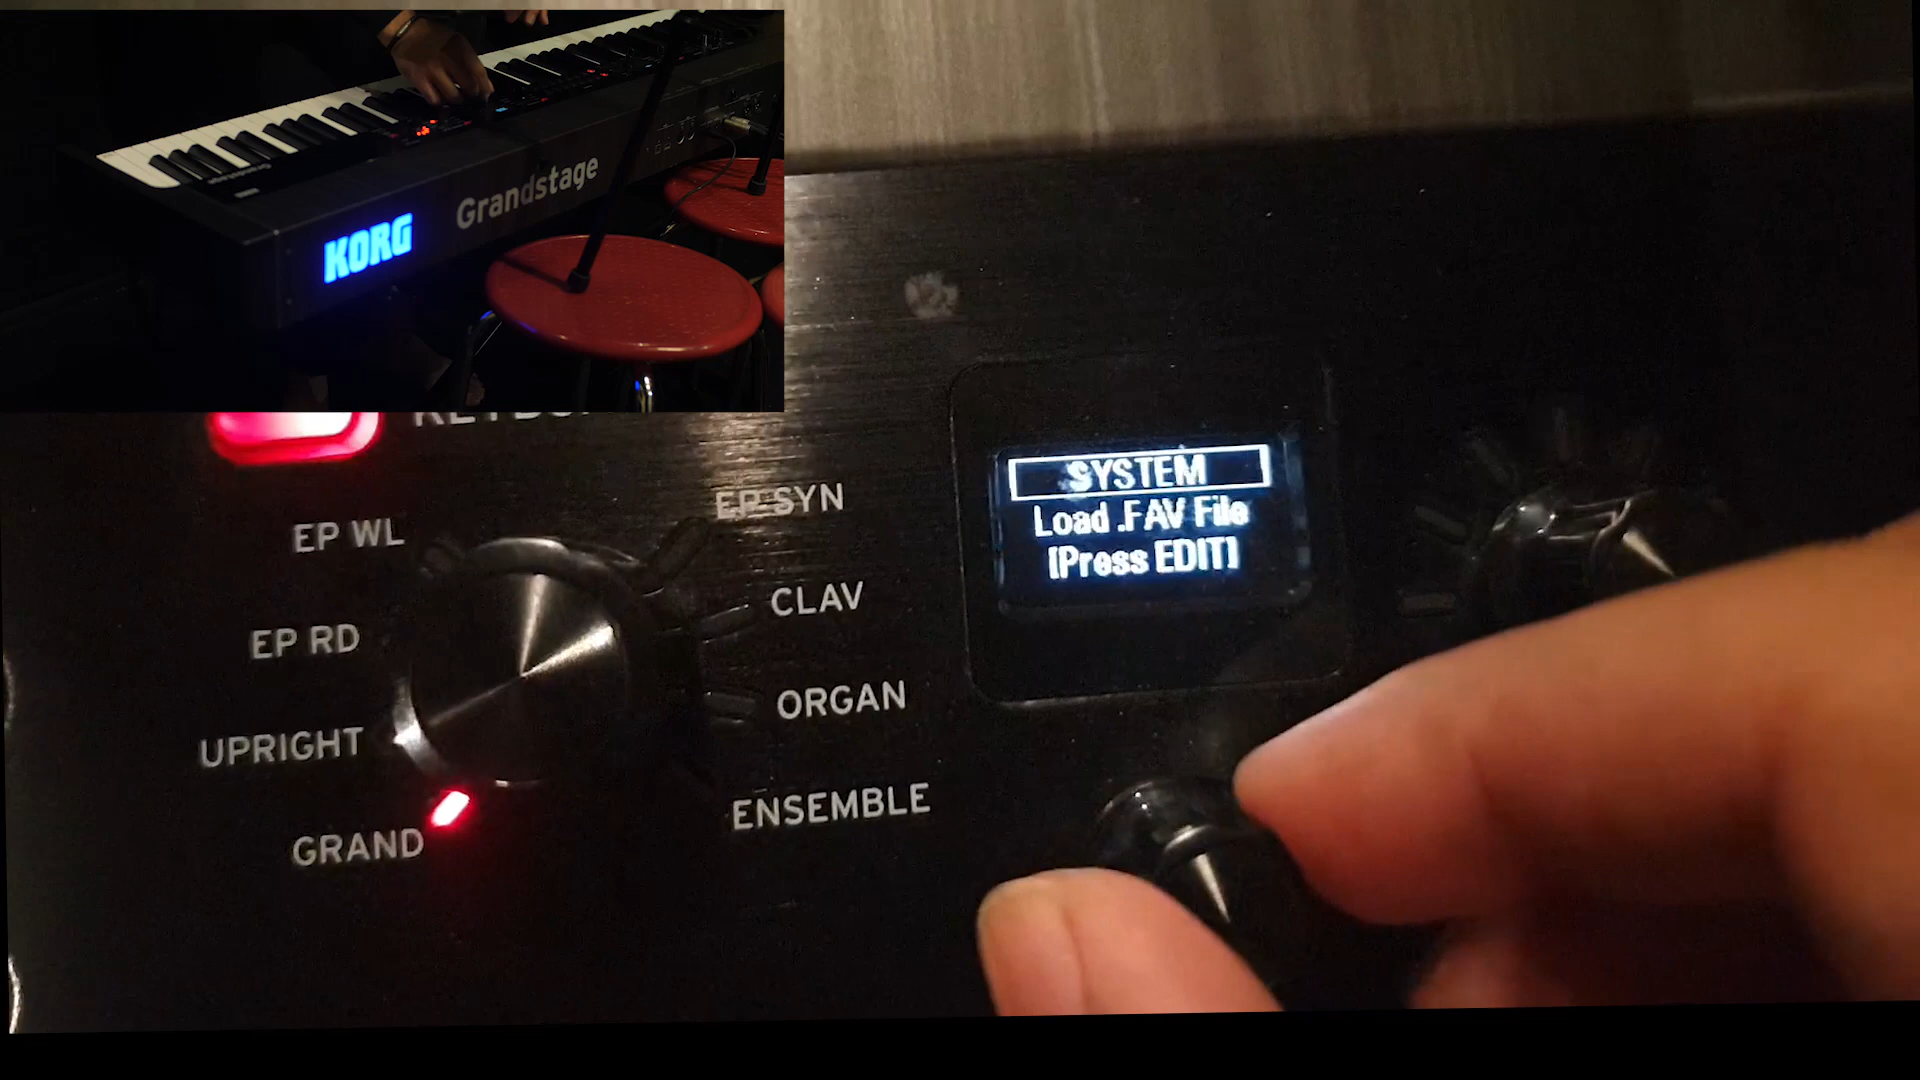 KORG
Grandstage
EP WL
EP RD
UPRIGHT
GRAND
EP SYN
CLAV
ORGAN
ENSEMBLE
SYSTEM
Load .FAV File
[Press EDIT]